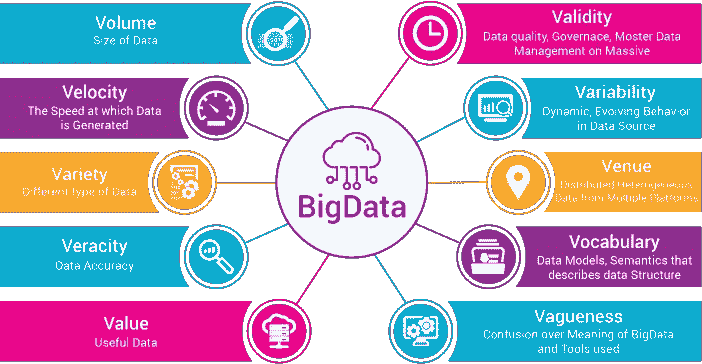 Volume
Size of Data
Velocity
The Speed at which Data
is Generated
Variety
Different type of Data
Veracity
Data Accuracy
Value
Useful Data
BigData
Validity
Data quality, Governace, Moster Data
Management on Massive
Variability
Dynamic, Evolving Behavior
in Data Source
Venue
Distributed Heterogeneous
Data from Multiple Platforms
Vocabulary
Data Models, Semantics that
describes data Structure
Vagueness
Confusion over Meaning of BigData
and Tools used